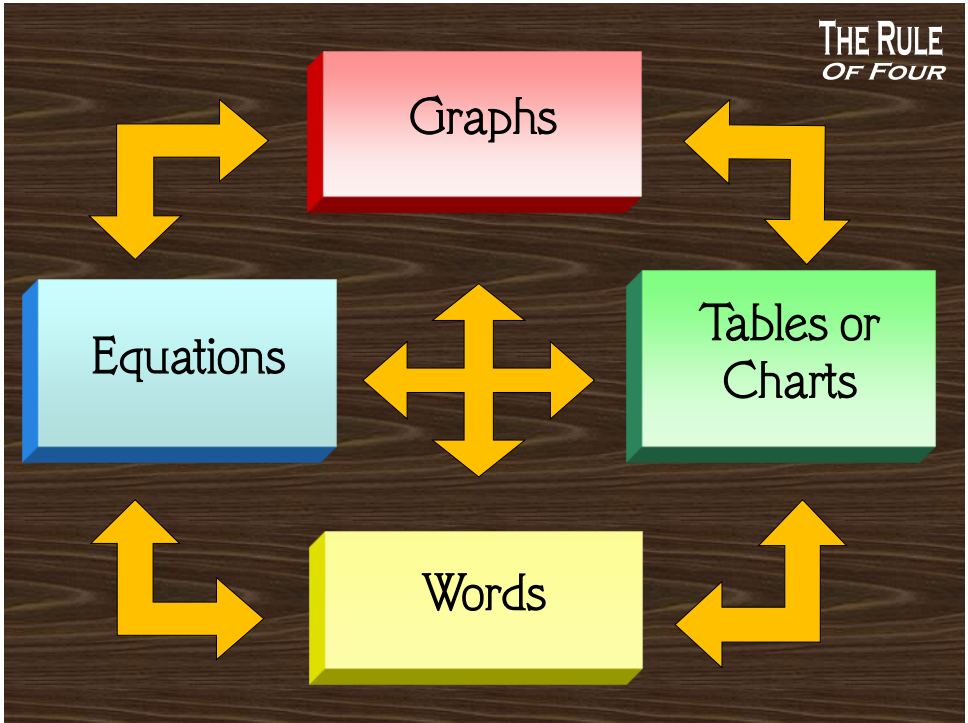 THE RULE
OF FOUR
Graphs
Equations
Tables or
Charts
Words